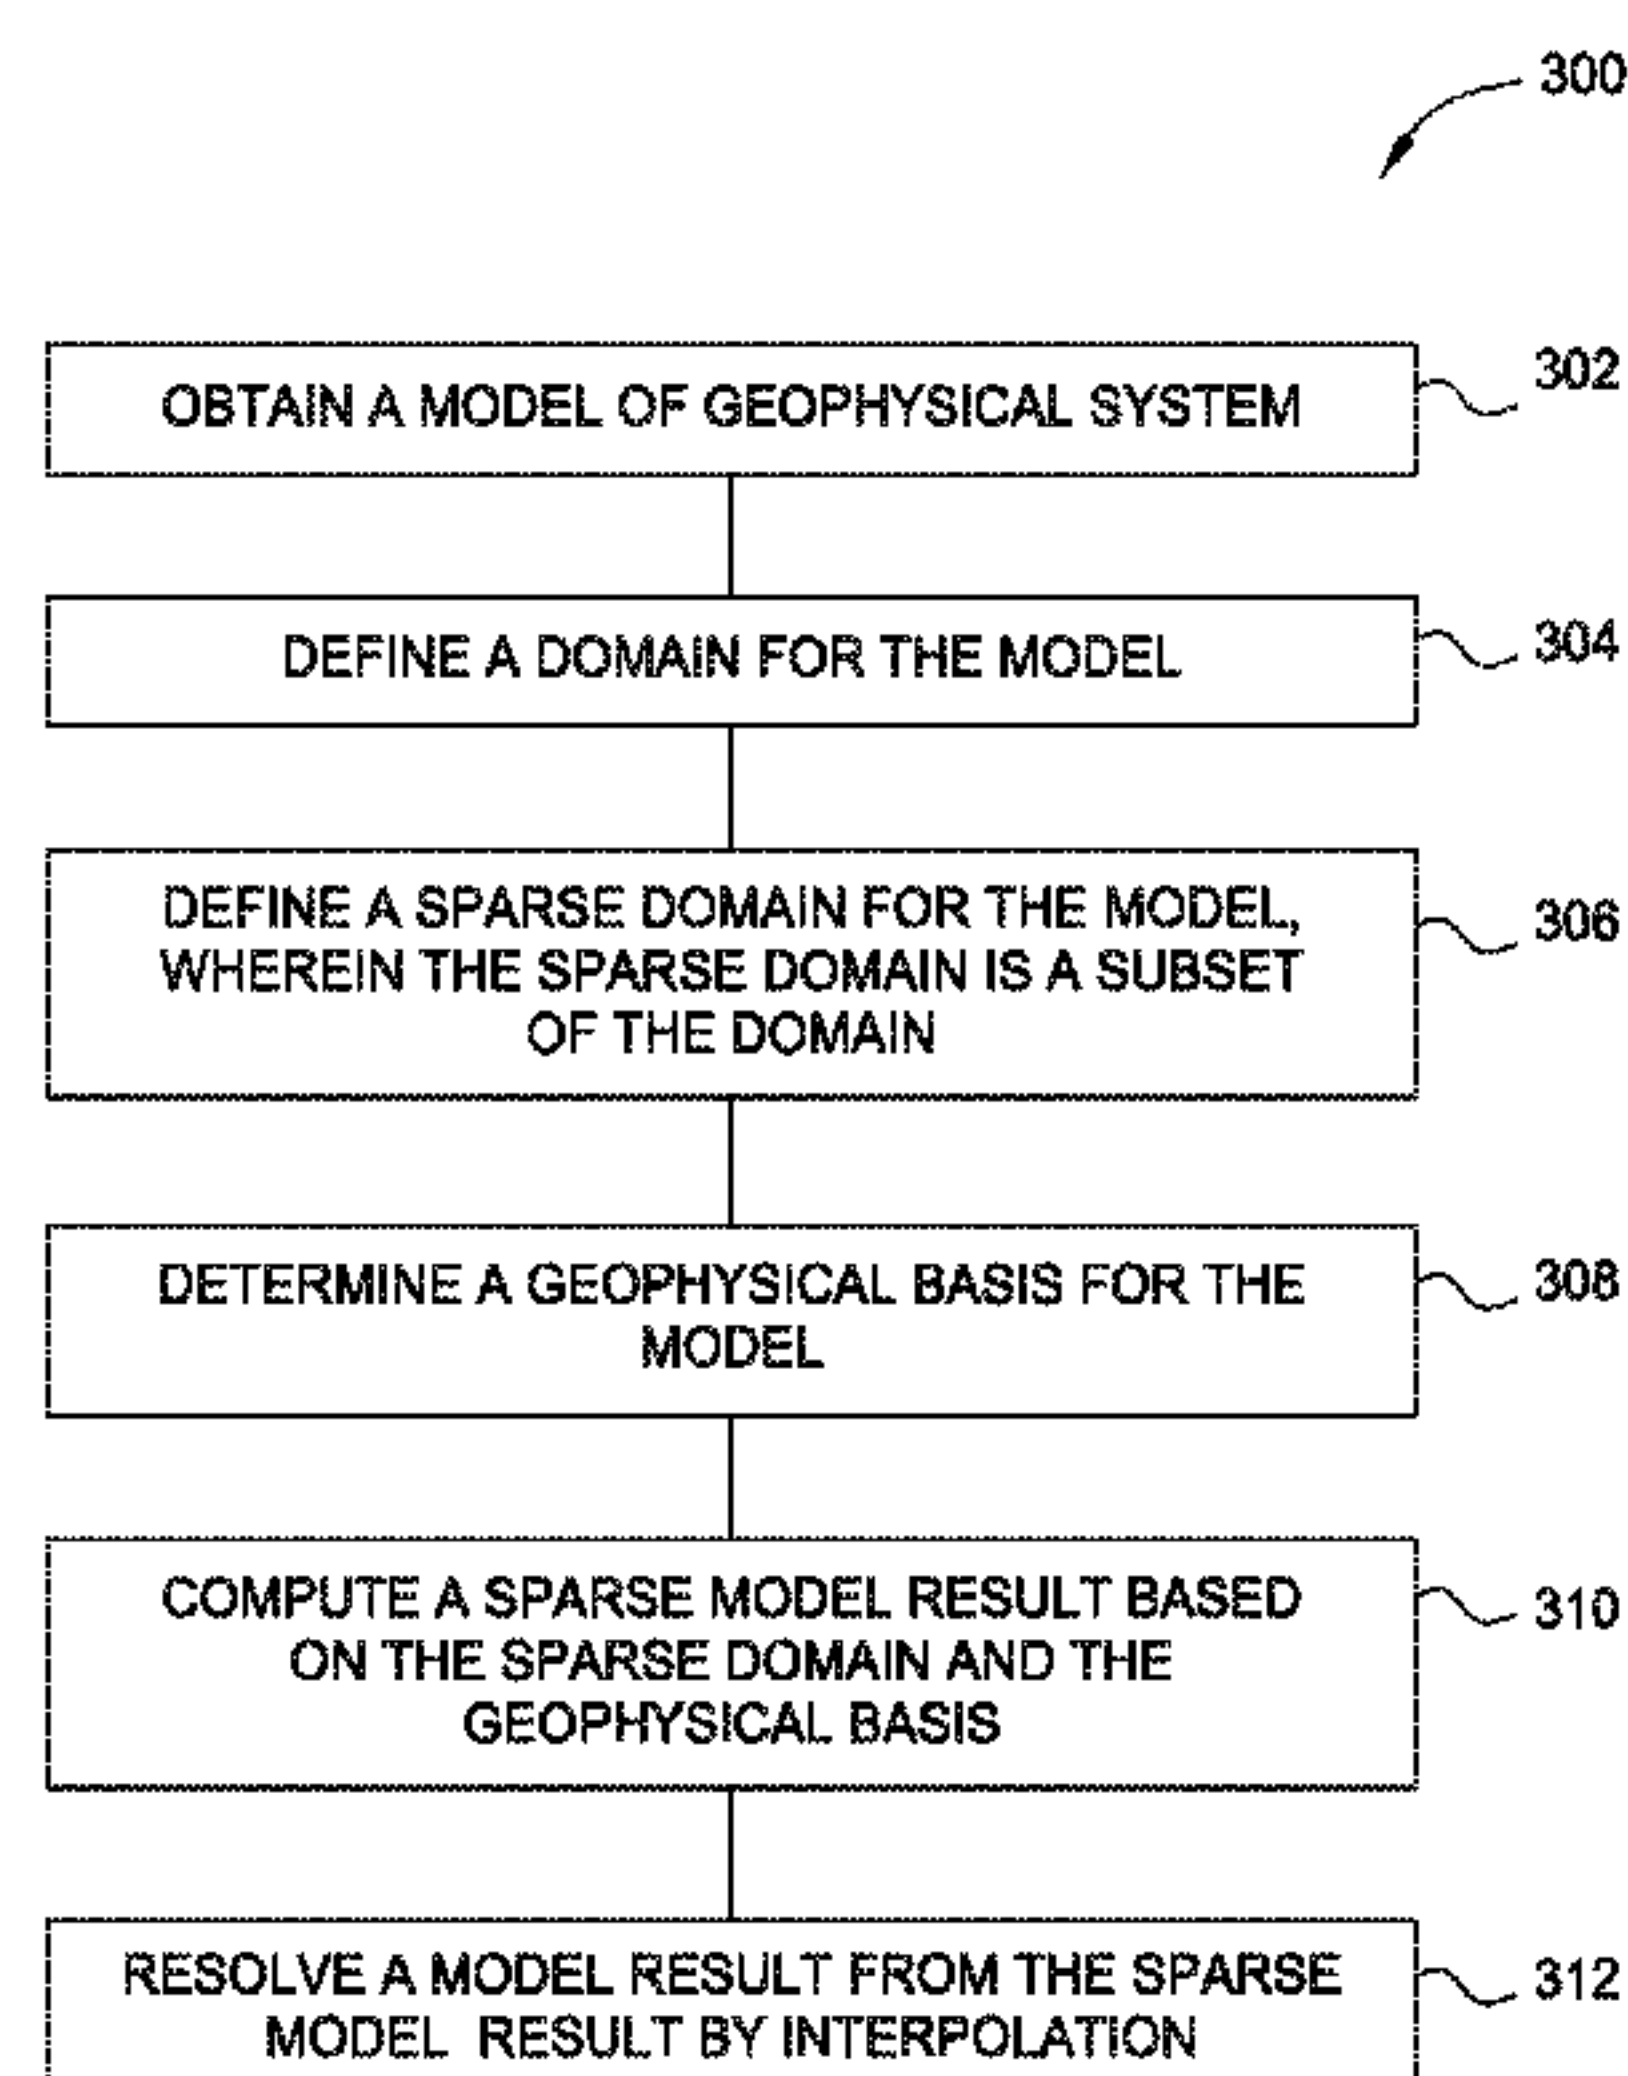 300
OBTAIN A MODEL OF GEOPHYSICAL SYSTEM
302
DEFINE A DOMAIN FOR THE MODEL
304
DEFINE A SPARSE DOMAIN FOR THE MODEL,
WHEREIN THE SPARSE DOMAIN IS A SUBSET
OF THE DOMAIN
306
DETERMINE A GEOPHYSICAL BASIS FOR THE
MODEL
308
COMPUTE A SPARSE MODEL RESULT BASED
ON THE SPARSE DOMAIN AND THE
GEOPHYSICAL BASIS
310
RESOLVE A MODEL RESULT FROM THE SPARSE
MODEL RESULT BY INTERPOLATION
312